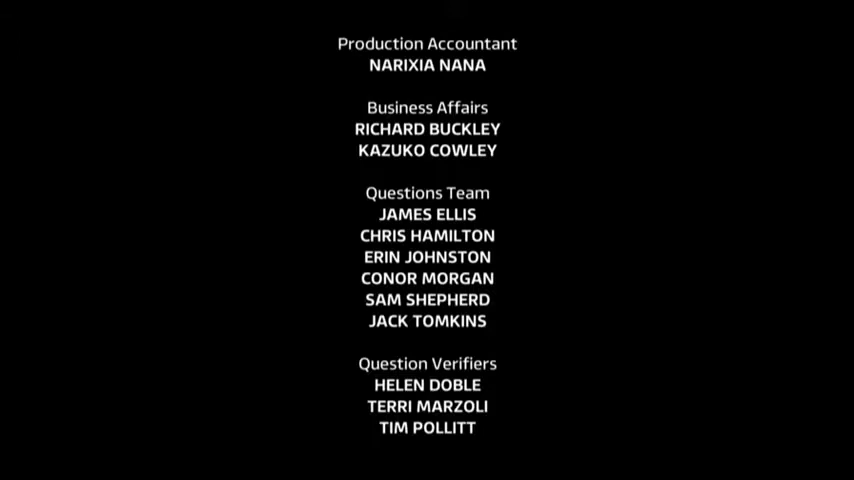 Production Accountant
NARIXIA NANA
Business Affairs
RICHARD BUCKLEY
KAZUKO COWLEY
Questions Team
JAMES ELLIS
CHRIS HAMILTON
ERIN JOHNSTON
CONOR MORGAN
SAM SHEPHERD
JACK TOMKINS
Question Verifiers
HELEN DOBLE
TERRI MARZOLI
TIM POLLITT